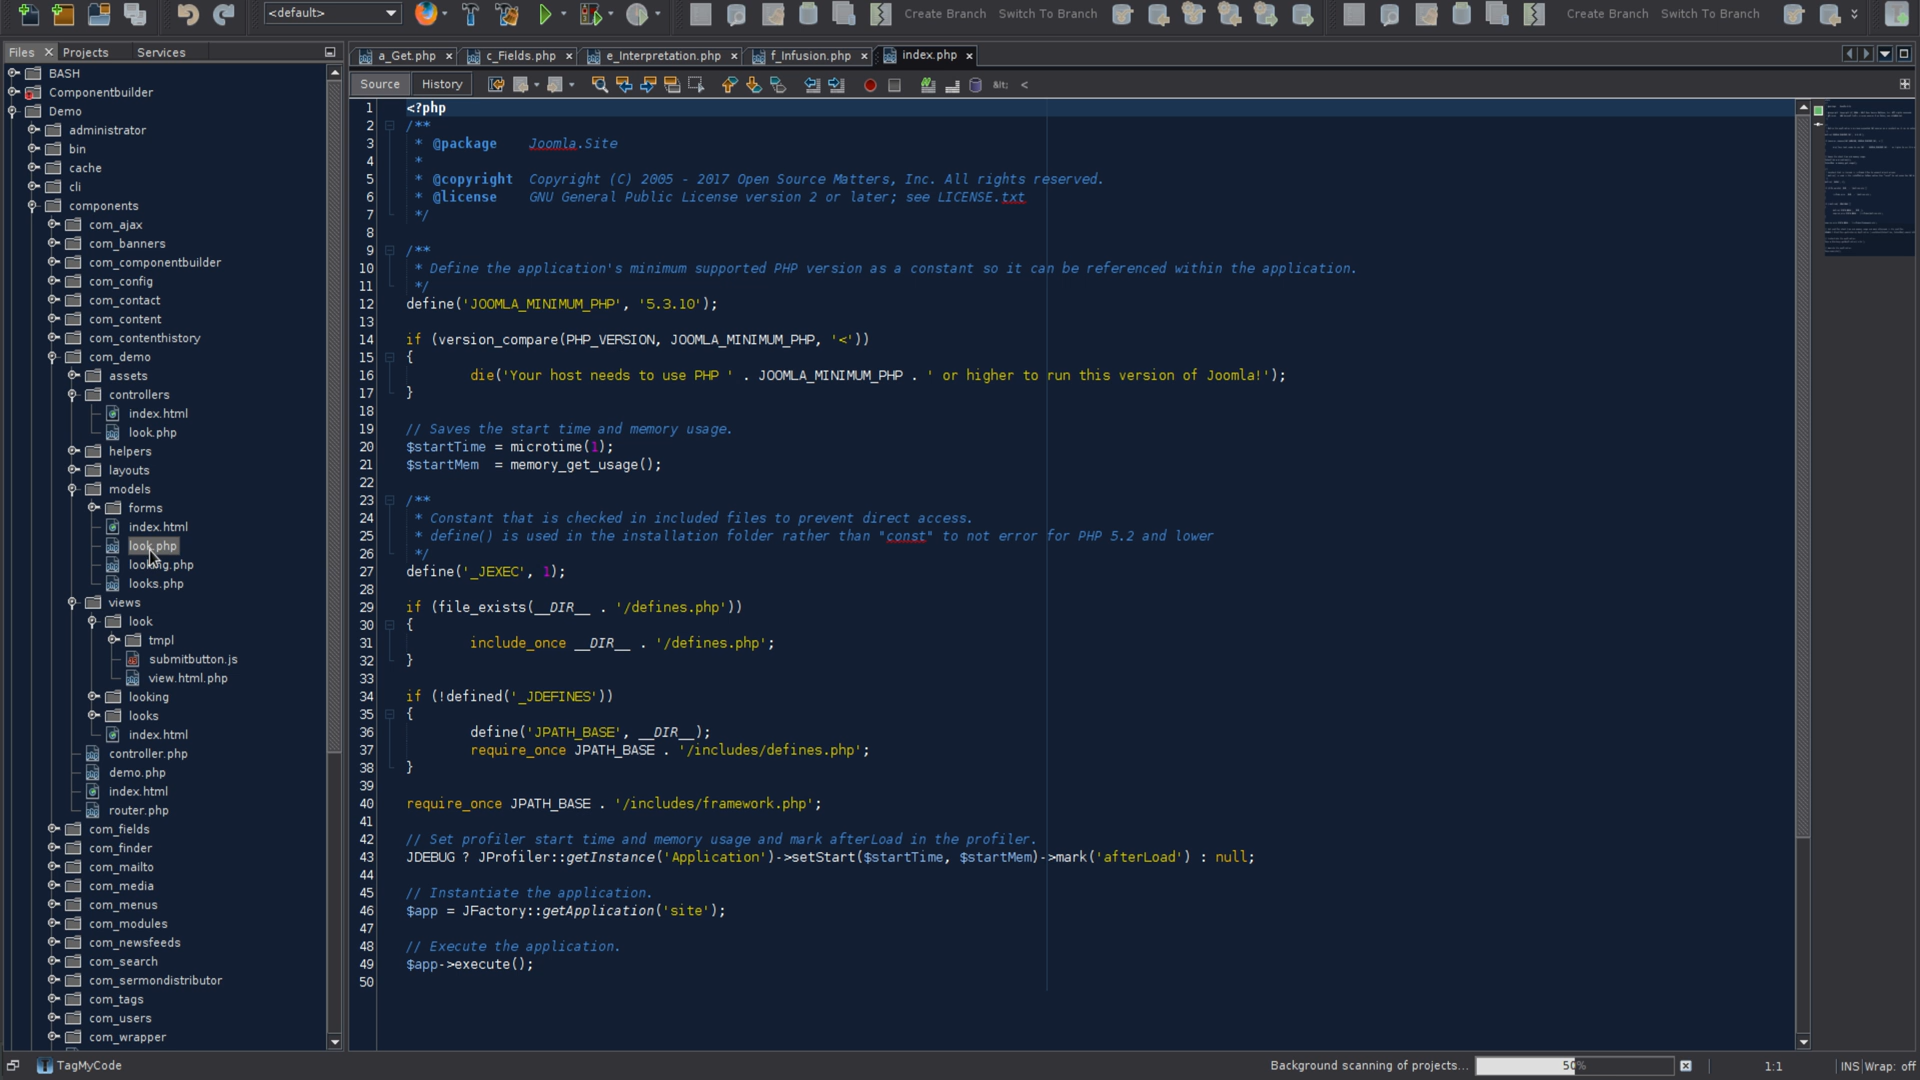 <default>
Create Branch
Switch To Branch
Create Branch
Switch To Branch
Files
Projects
Services
BASH
Componentbuilder
Demo
administrator
bin
cache
cli
components
com_ajax
com_banners
com_componentbuilder
com_config
com_contact
com_content
com_contenthistory
com_demo
assets
controllers
index.html
look.php
helpers
layouts
models
forms
index.html
look.php
looking.php
looks.php
views
look
tmpl
submitbutton.js
view.html.php
looking
looks
index.html
controller.php
demo.php
index.html
router.php
com_fields
com_finder
com_mailto
com_media
com_menus
com_modules
com_newsfeeds
com_search
com_sermondistributor
com_tags
com_users
com_wrapper
a_Get.php
c_Fields.php
e_Interpretation.php
f_Infusion.php
index.php
Source
History
&lt;
<
1 <?php
2 /**
3 * @package    Joomla.Site
4 *
5 * @copyright  Copyright (C) 2005 - 2017 Open Source Matters, Inc. All rights reserved.
6 * @license    GNU General Public License version 2 or later; see LICENSE.txt
7 */
8
9 /**
10 * Define the application's minimum supported PHP version as a constant so it can be referenced within the application.
11 */
12 define('JOOMLA_MINIMUM_PHP', '5.3.10');
13
14 if (version_compare(PHP_VERSION, JOOMLA_MINIMUM_PHP, '<'))
15 {
16 die('Your host needs to use PHP ' . JOOMLA_MINIMUM_PHP . ' or higher to run this version of Joomla!');
17 }
18
19 // Saves the start time and memory usage.
20 $startTime = microtime(1);
21 $startMem  = memory_get_usage();
22
23 /**
24 * Constant that is checked in included files to prevent direct access.
25 * define() is used in the installation folder rather than "const" to not error for PHP 5.2 and lower
26 */
27 define('_JEXEC', 1);
28
29 if (file_exists(__DIR__ . '/defines.php'))
30 {
31 include_once __DIR__ . '/defines.php';
32 }
33
34 if (!defined('_JDEFINES'))
35 {
36 define('JPATH_BASE', __DIR__);
37 require_once JPATH_BASE . '/includes/defines.php';
38 }
39
40 require_once JPATH_BASE . '/includes/framework.php';
41
42 // Set profiler start time and memory usage and mark afterLoad in the profiler.
43 JDEBUG ? JProfiler::getInstance('Application')->setStart($startTime, $startMem)->mark('afterLoad') : null;
44
45 // Instantiate the application.
46 $app = JFactory::getApplication('site');
47
48 // Execute the application.
49 $app->execute();
50
TagMyCode
Background scanning of projects...
50%
1:1
INS
Wrap: off